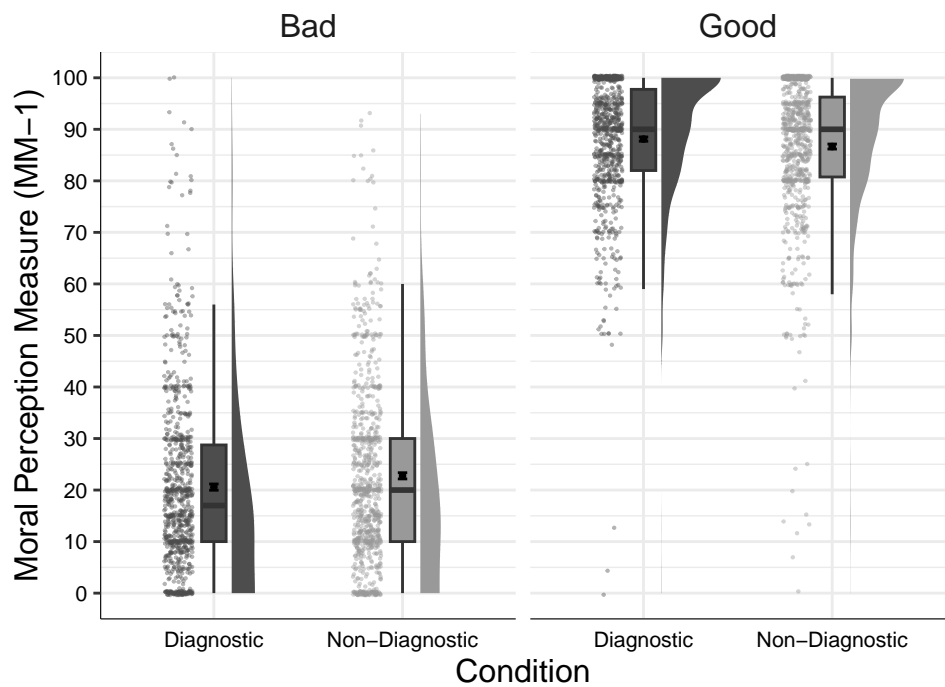 Bad
Good
Moral Perception Measure (MM−1)
100
90
80
70
60
50
40
30
20
10
0
Diagnostic
Non−Diagnostic
Diagnostic
Non−Diagnostic
Condition